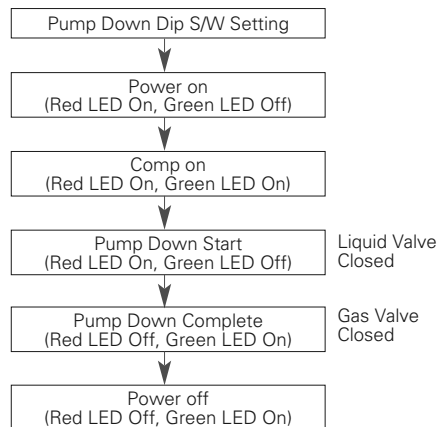 Pump Down Dip S/W Setting
Power on
(Red LED On, Green LED Off)
Comp on
(Red LED On, Green LED On)
Pump Down Start
(Red LED On, Green LED Off)
Liquid Valve
Closed
Pump Down Complete
(Red LED Off, Green LED On)
Gas Valve
Closed
Power off
(Red LED Off, Green LED On)